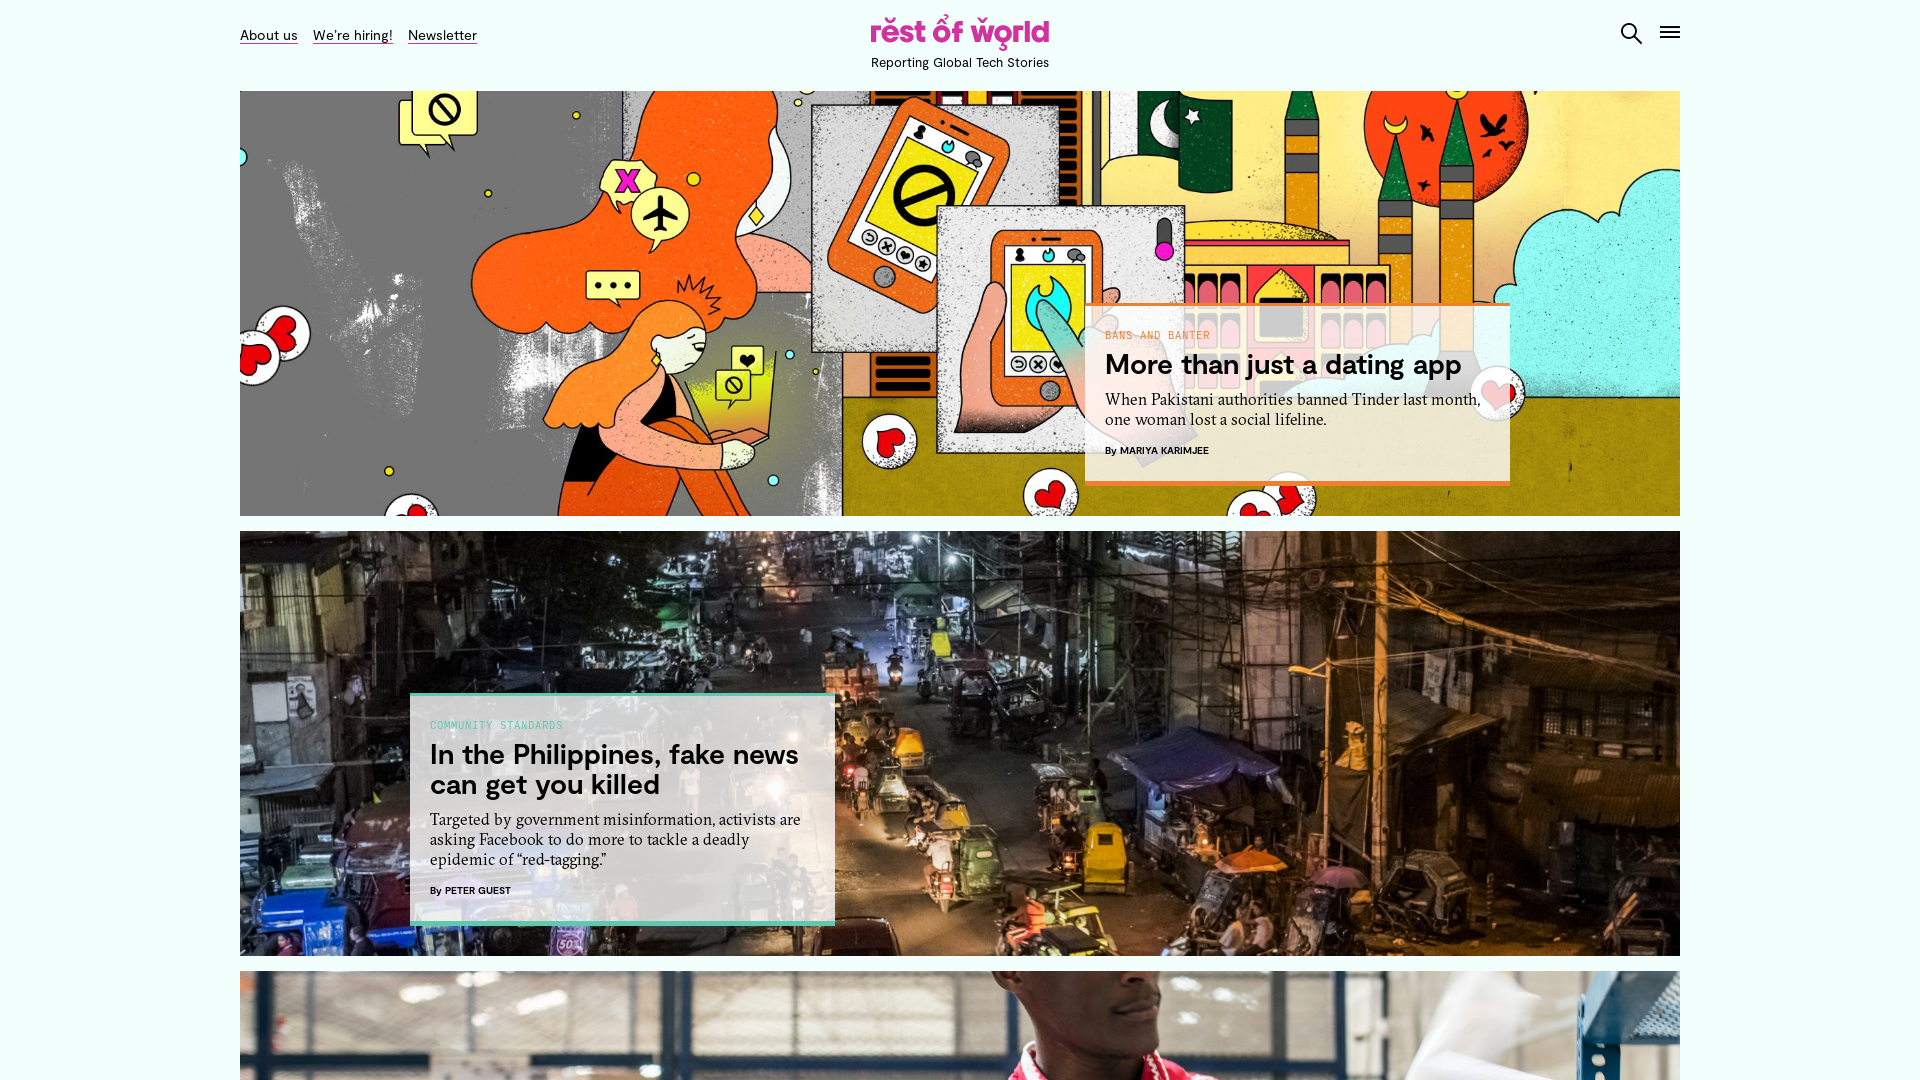 About us
We're hiring!
Newsletter
rĕst ở̊f w̆ǫrld
Reporting Global Tech Stories
BANS AND BANTER
More than just a dating app
When Pakistani authorities banned Tinder last month,
one woman lost a social lifeline.
By MARIYA KARIMJEE
COMMUNITY STANDARDS
In the Philippines, fake news
can get you killed
Targeted by government misinformation, activists are
asking Facebook to do more to tackle a deadly
epidemic of “red-tagging.”
By PETER GUEST